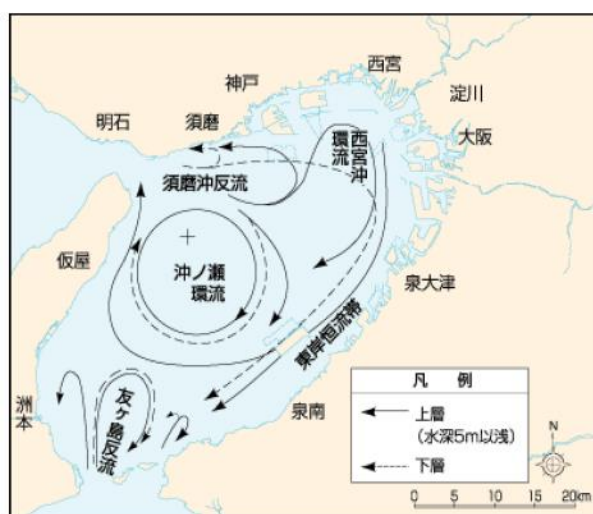 西宮
神戸
淀川
明石
須磨
大阪
西宮沖
環流
須磨沖反流
仮屋
沖ノ瀬
環流
泉大津
東岸恒流帯
洲本
友ヶ島反流
泉南
凡 例
上層
(水深5m以浅)
下層
N
0 5 10 15 20km